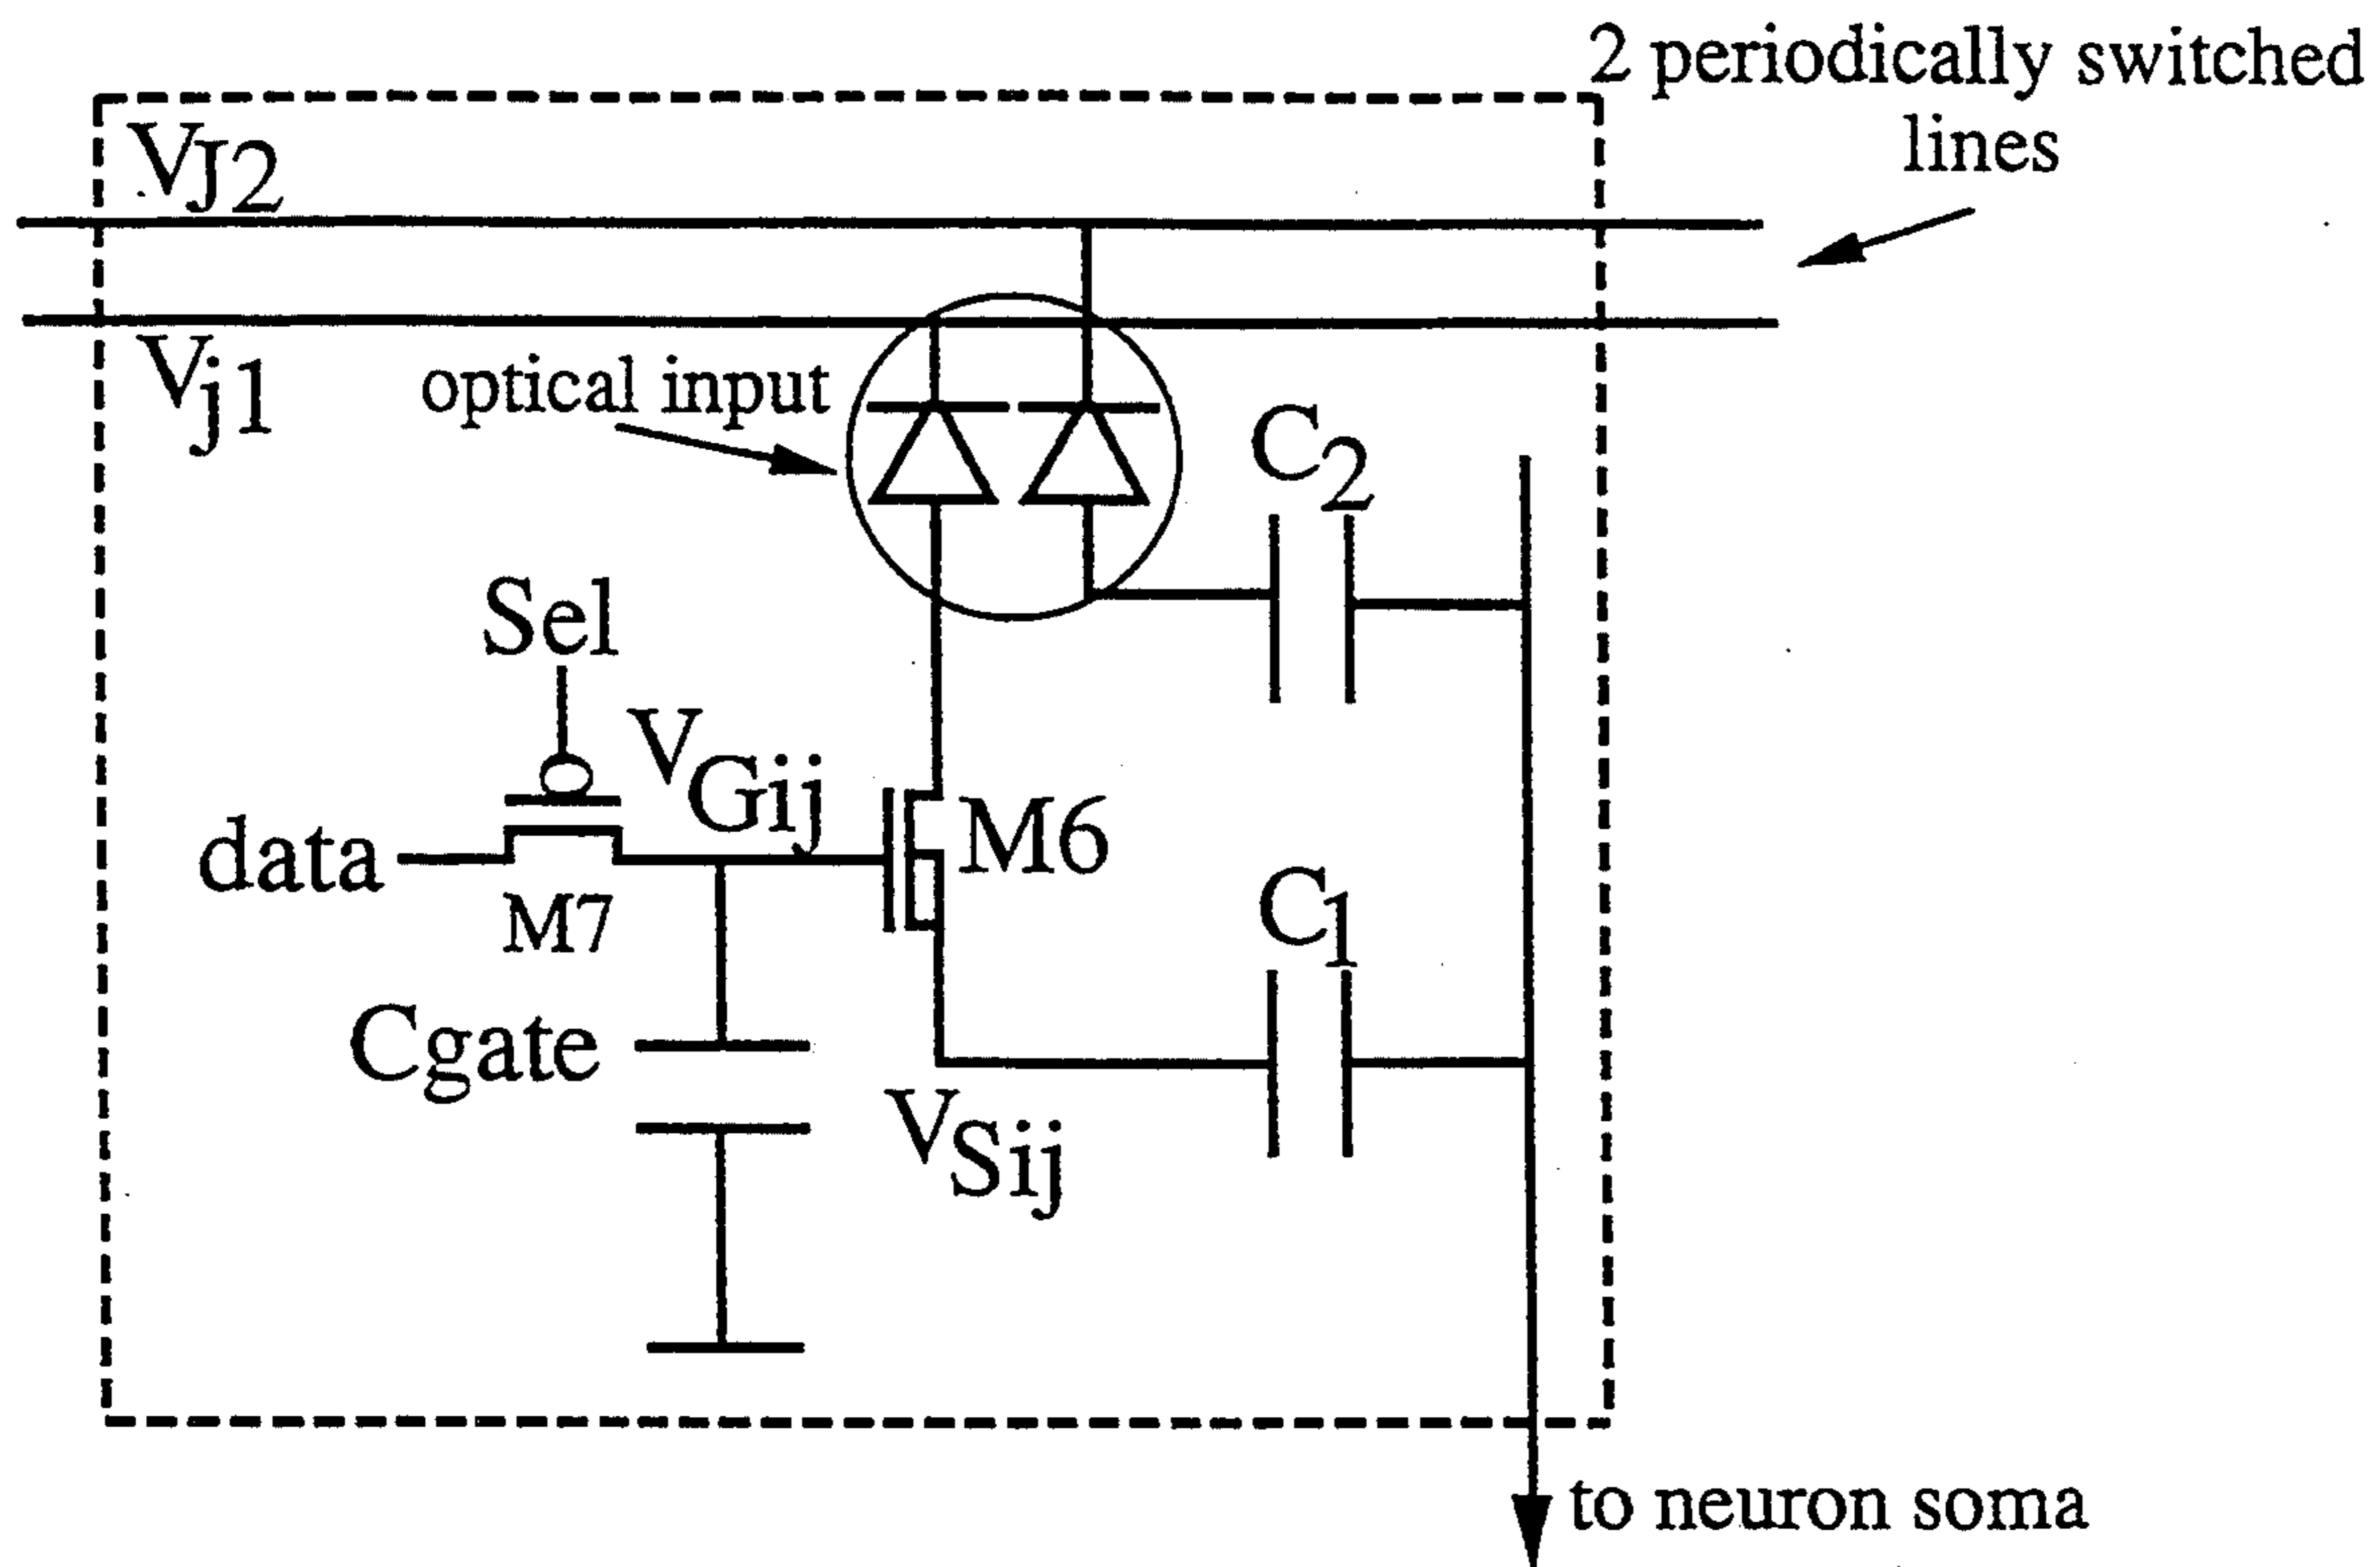 2 periodically switched
lines
VJ2
Vj1
optical input
C2
Sel
VGij
data
M7
M6
C1
Cgate
VSij
to neuron soma